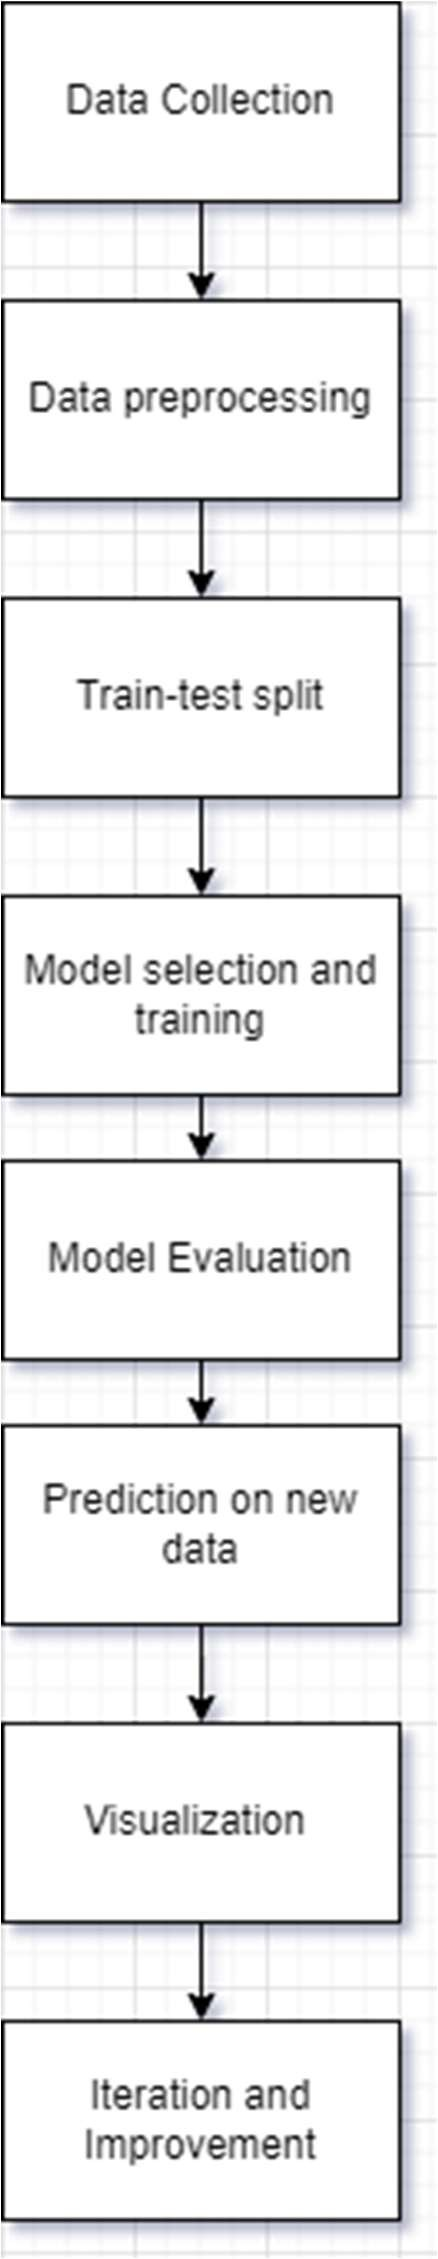 Data Collection
Data preprocessing
Train-test split
Model selection and
training
Model Evaluation
Prediction on new
data
Visualization
Iteration and
Improvement